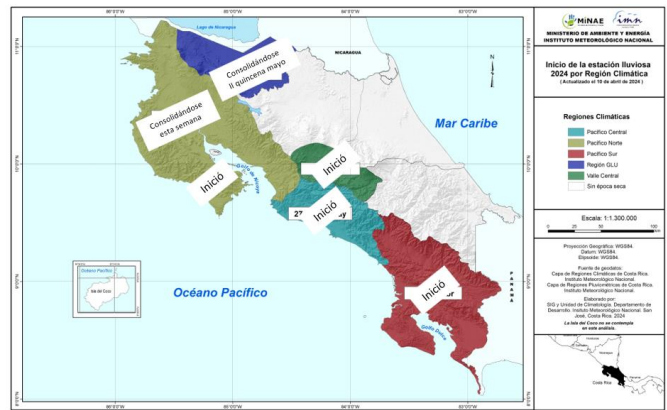 MINAE
imn
MINISTERIO DE AMBIENTE Y ENERGÍA
INSTITUTO METEOROLÓGICO NACIONAL
Inicio de la estación lluviosa
2024 por Región Climática
(Actualizado el 10 de abril de 2024)
Regiones Climáticas
Pacífico Central
Pacífico Norte
Pacífico Sur
Región GLU
Valle Central
Sin época seca
Escala: 1:1.300.000
Proyección Geográfica: WGS84.
Datum: WGS84.
Elipsoide: WGS84.
Fuente de geodatos:
Capa de Regiones Climáticas de Costa Rica.
Instituto Meteorológico Nacional.
Capa de Regiones Pluviométricas de Costa Rica.
Instituto Meteorológico Nacional.
Elaborado por:
SIG y Unidad de Climatología. Departamento de
Desarrollo. Instituto Meteorológico Nacional. San
José, Costa Rica. 2024
La Isla del Coco no se contempla
en este análisis.
Costa Rica
Lago de Nicaragua
NICARAGUA
N
Consolidándose
II quincena mayo
Consolidándose
esta semana
Mar Caribe
Golfo de Nicoya
Inició
Inició
Inició
Inició
Océano Pacífico
Océano Pacífico
Isla del Coco
Golfo Dulce
PANAMA